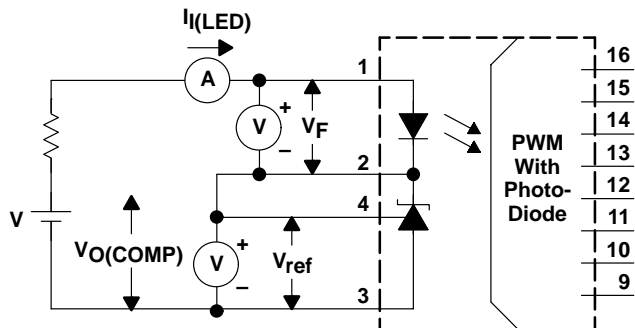 II(LED)
A
1
16
15
14
13
12
11
10
9
+
V
–
VF
2
PWM
With
Photo-
Diode
4
V
VO(COMP)
+
V
–
Vref
3